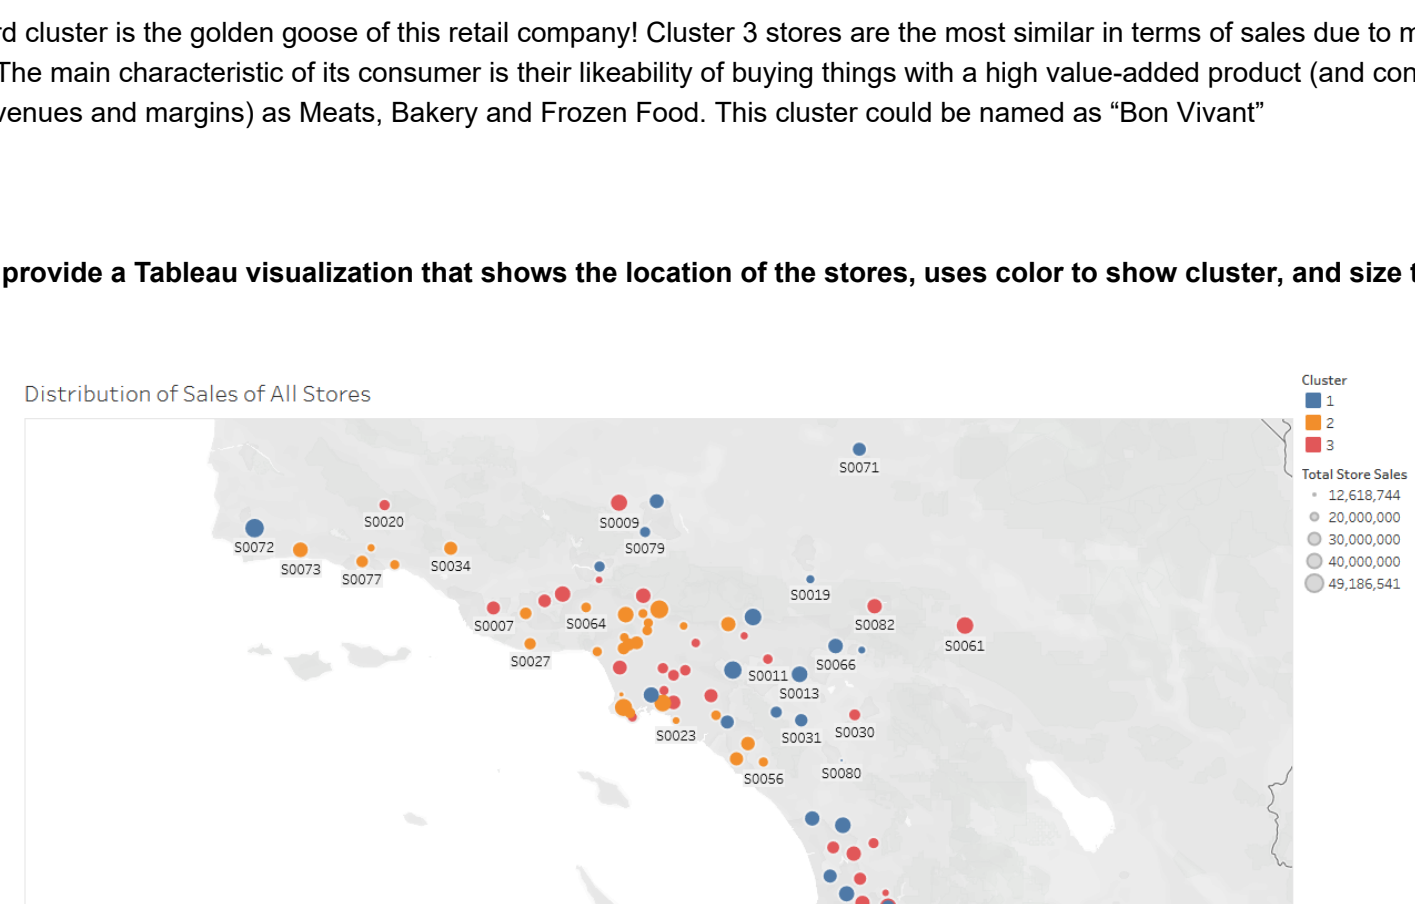 rd cluster is the golden goose of this retail company! Cluster 3 stores are the most similar in terms of sales due to m
The main characteristic of its consumer is their likeability of buying things with a high value-added product (and con
venues and margins) as Meats, Bakery and Frozen Food. This cluster could be named as “Bon Vivant”
provide a Tableau visualization that shows the location of the stores, uses color to show cluster, and size t
Distribution of Sales of All Stores
Cluster
1
2
3
Total Store Sales
12,618,744
20,000,000
30,000,000
40,000,000
49,186,541
S0071
S0020
S0009
S0072
S0079
S0073
S0077
S0034
S0019
S0007
S0064
S0082
S0061
S0027
S0011
S0066
S0013
S0023
S0031
S0030
S0056
S0080